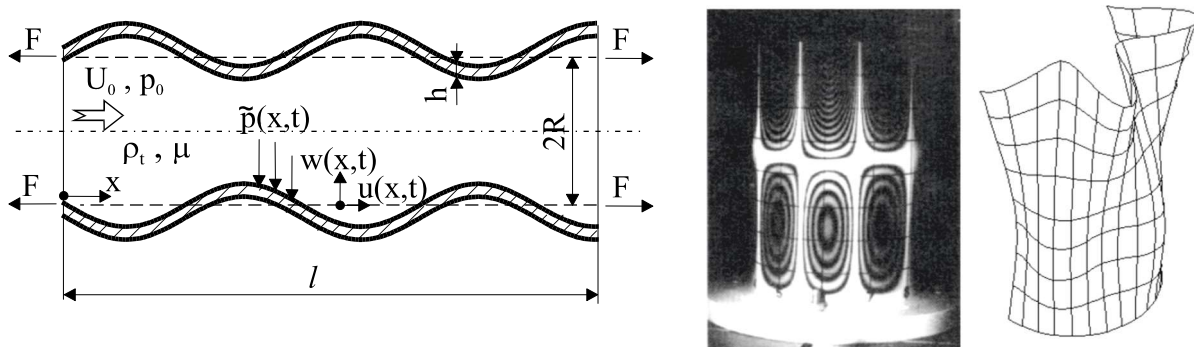 F
F
U₀ , p₀
h
2R
p̃(x,t)
ρₜ , μ
w(x,t)
u(x,t)
F
x
F
l